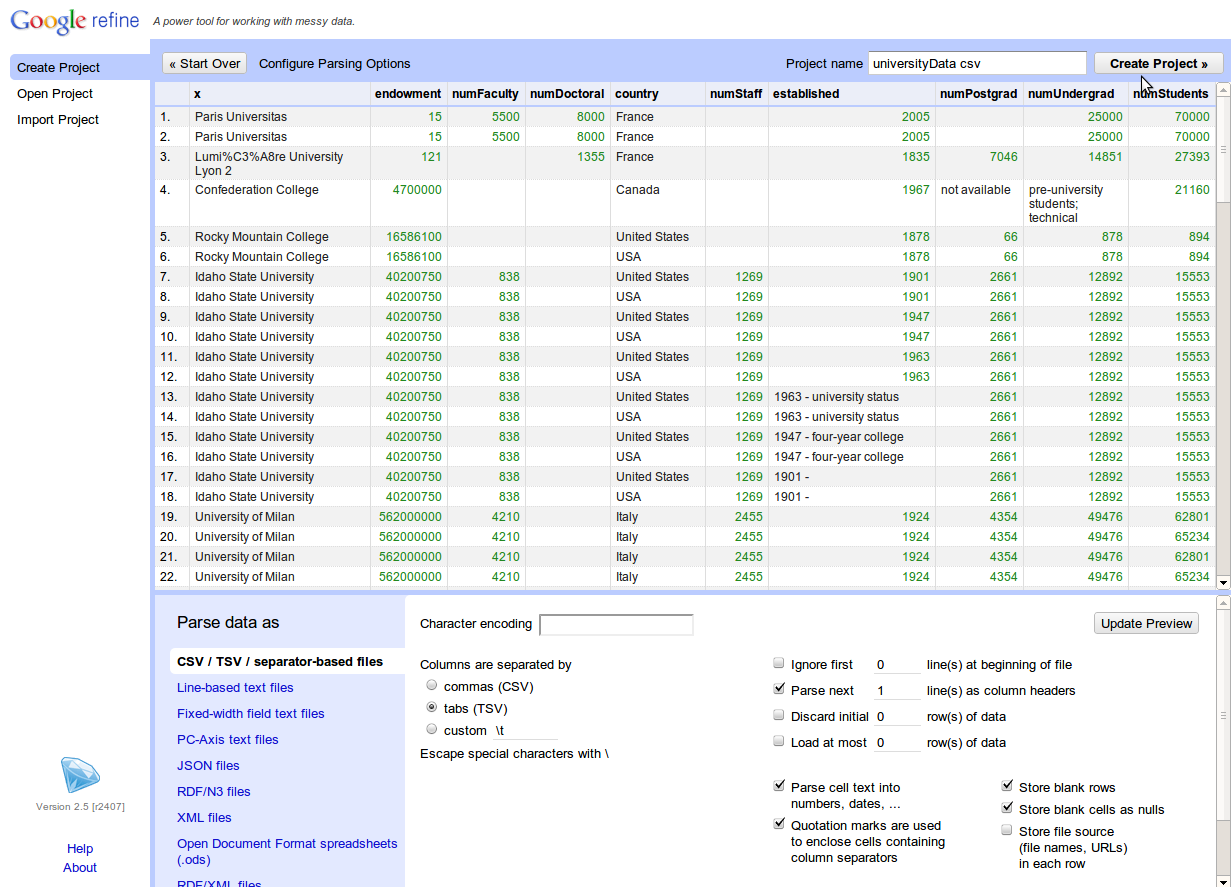 Google refine A power tool for working with messy data.
Create Project
Open Project
Import Project
« Start Over Configure Parsing Options Project name universityData csv Create Project »
x endowment numFaculty numDoctoral country numStaff established numPostgrad numUndergrad numStudents
1. Paris Universitas 15 5500 8000 France 2005 25000 70000
2. Paris Universitas 15 5500 8000 France 2005 25000 70000
3. Lumi%C3%A8re University 121 1355 France 1835 7046 14851 27393
Lyon 2
4. Confederation College 4700000 Canada 1967 not available pre-university 21160
students;
technical
5. Rocky Mountain College 16586100 United States 1878 66 878 894
6. Rocky Mountain College 16586100 USA 1878 66 878 894
7. Idaho State University 40200750 838 United States 1269 1901 2661 12892 15553
8. Idaho State University 40200750 838 USA 1269 1901 2661 12892 15553
9. Idaho State University 40200750 838 United States 1269 1947 2661 12892 15553
10. Idaho State University 40200750 838 USA 1269 1947 2661 12892 15553
11. Idaho State University 40200750 838 United States 1269 1963 2661 12892 15553
12. Idaho State University 40200750 838 USA 1269 1963 2661 12892 15553
13. Idaho State University 40200750 838 United States 1269 1963 - university status 2661 12892 15553
14. Idaho State University 40200750 838 USA 1269 1963 - university status 2661 12892 15553
15. Idaho State University 40200750 838 United States 1269 1947 - four-year college 2661 12892 15553
16. Idaho State University 40200750 838 USA 1269 1947 - four-year college 2661 12892 15553
17. Idaho State University 40200750 838 United States 1269 1901 - 2661 12892 15553
18. Idaho State University 40200750 838 USA 1269 1901 - 2661 12892 15553
19. University of Milan 562000000 4210 Italy 2455 1924 4354 49476 62801
20. University of Milan 562000000 4210 Italy 2455 1924 4354 49476 65234
21. University of Milan 562000000 4210 Italy 2455 1924 4354 49476 62801
22. University of Milan 562000000 4210 Italy 2455 1924 4354 49476 65234
Parse data as
CSV / TSV / separator-based files
Line-based text files
Fixed-width field text files
PC-Axis text files
JSON files
RDF/N3 files
XML files
Open Document Format spreadsheets
(.ods)
RDF/XML files
Character encoding
Update Preview
Columns are separated by
commas (CSV)
tabs (TSV)
custom \t
Escape special characters with \
Ignore first 0 line(s) at beginning of file
Parse next 1 line(s) as column headers
Discard initial 0 row(s) of data
Load at most 0 row(s) of data
Parse cell text into
numbers, dates, ...
Quotation marks are used
to enclose cells containing
column separators
Store blank rows
Store blank cells as nulls
Store file source
(file names, URLs)
in each row
Version 2.5 [r2407]
Help
About